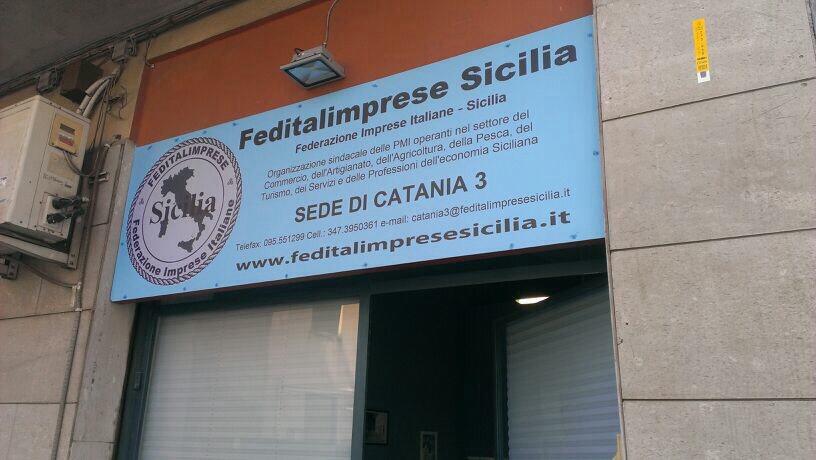 Feditalimprese Sicilia
Federazione Imprese Italiane - Sicilia
Organizzazione sindacale delle PMI operanti nel settore del
Commercio, dell'Artigianato, dell'Agricoltura, della Pesca, del
Turismo, dei Servizi e delle Professioni dell'economia Siciliana
SEDE DI CATANIA 3
Telefax: 095.551299 Cell.: 347.3950361 e-mail: catania3@feditalimpresesicilia.it
www.feditalimpresesicilia.it
FEDITALIMPRESE
Sicilia
Federazione Imprese Italiane